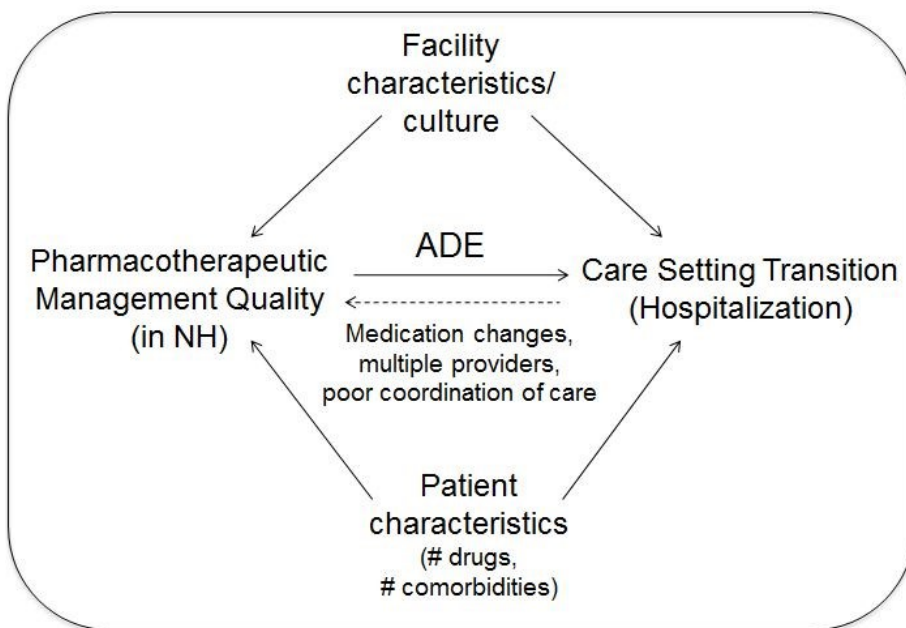 Facility
characteristics/
culture
ADE
Pharmacotherapeutic
Management Quality
(in NH)
Care Setting Transition
(Hospitalization)
Medication changes,
multiple providers,
poor coordination of care
Patient
characteristics
(# drugs,
# comorbidities)